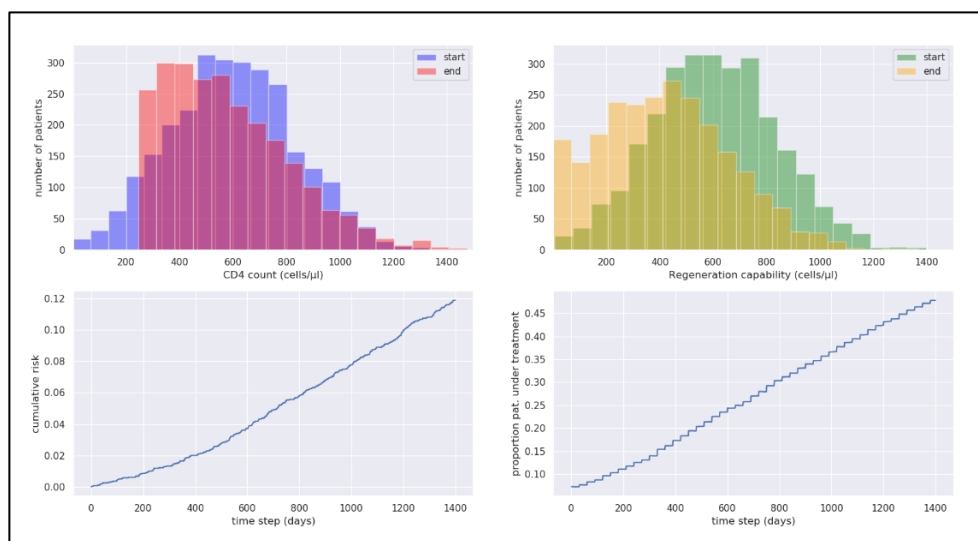 start
end
300
250
200
150
100
50
0
number of patients
200 400 600 800 1000 1200 1400
CD4 count (cells/µl)
start
end
300
250
200
150
100
50
0
number of patients
200 400 600 800 1000 1200 1400
Regeneration capability (cells/µl)
0.12
0.10
0.08
0.06
0.04
0.02
0.00
cumulative risk
0 200 400 600 800 1000 1200 1400
time step (days)
0.45
0.40
0.35
0.30
0.25
0.20
0.15
0.10
proportion pat. under treatment
0 200 400 600 800 1000 1200 1400
time step (days)